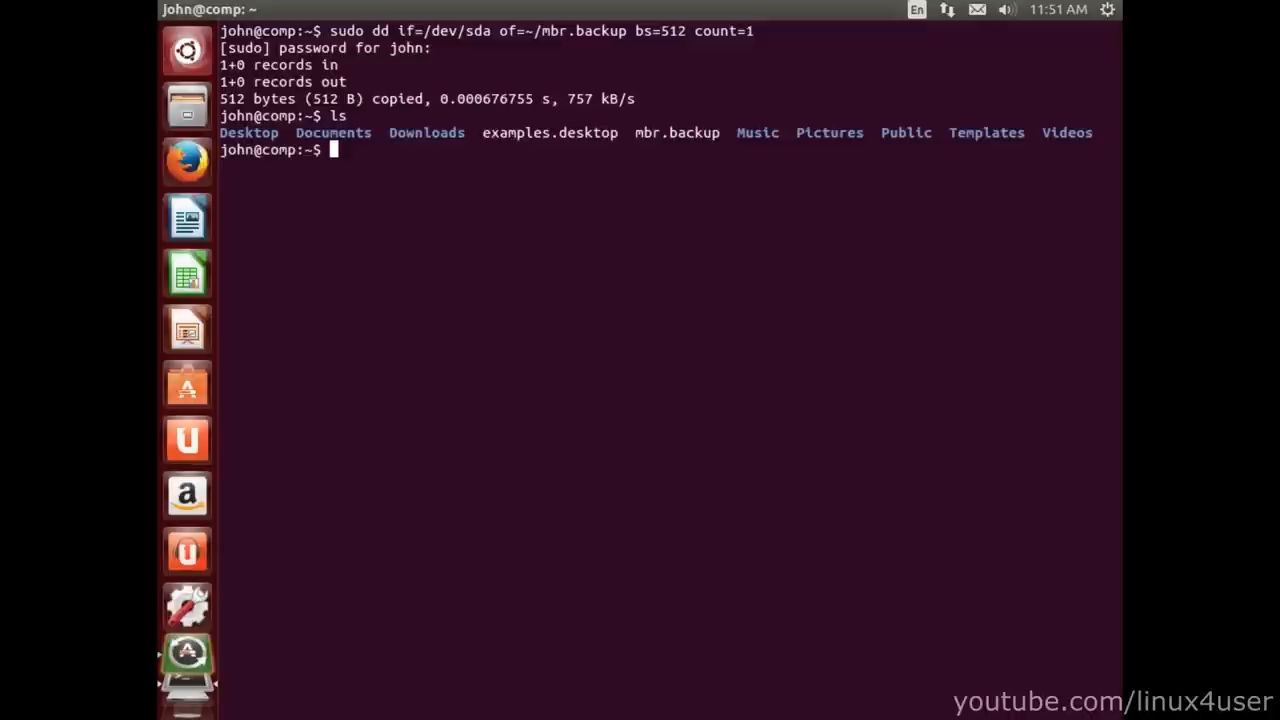 john@comp: ~
En
11:51 AM
john@comp:~$ sudo dd if=/dev/sda of=~/mbr.backup bs=512 count=1
[sudo] password for john:
1+0 records in
1+0 records out
512 bytes (512 B) copied, 0.000676755 s, 757 kB/s
john@comp:~$ ls
Desktop Documents Downloads examples.desktop mbr.backup Music Pictures Public Templates Videos
john@comp:~$
youtube.com/linux4user